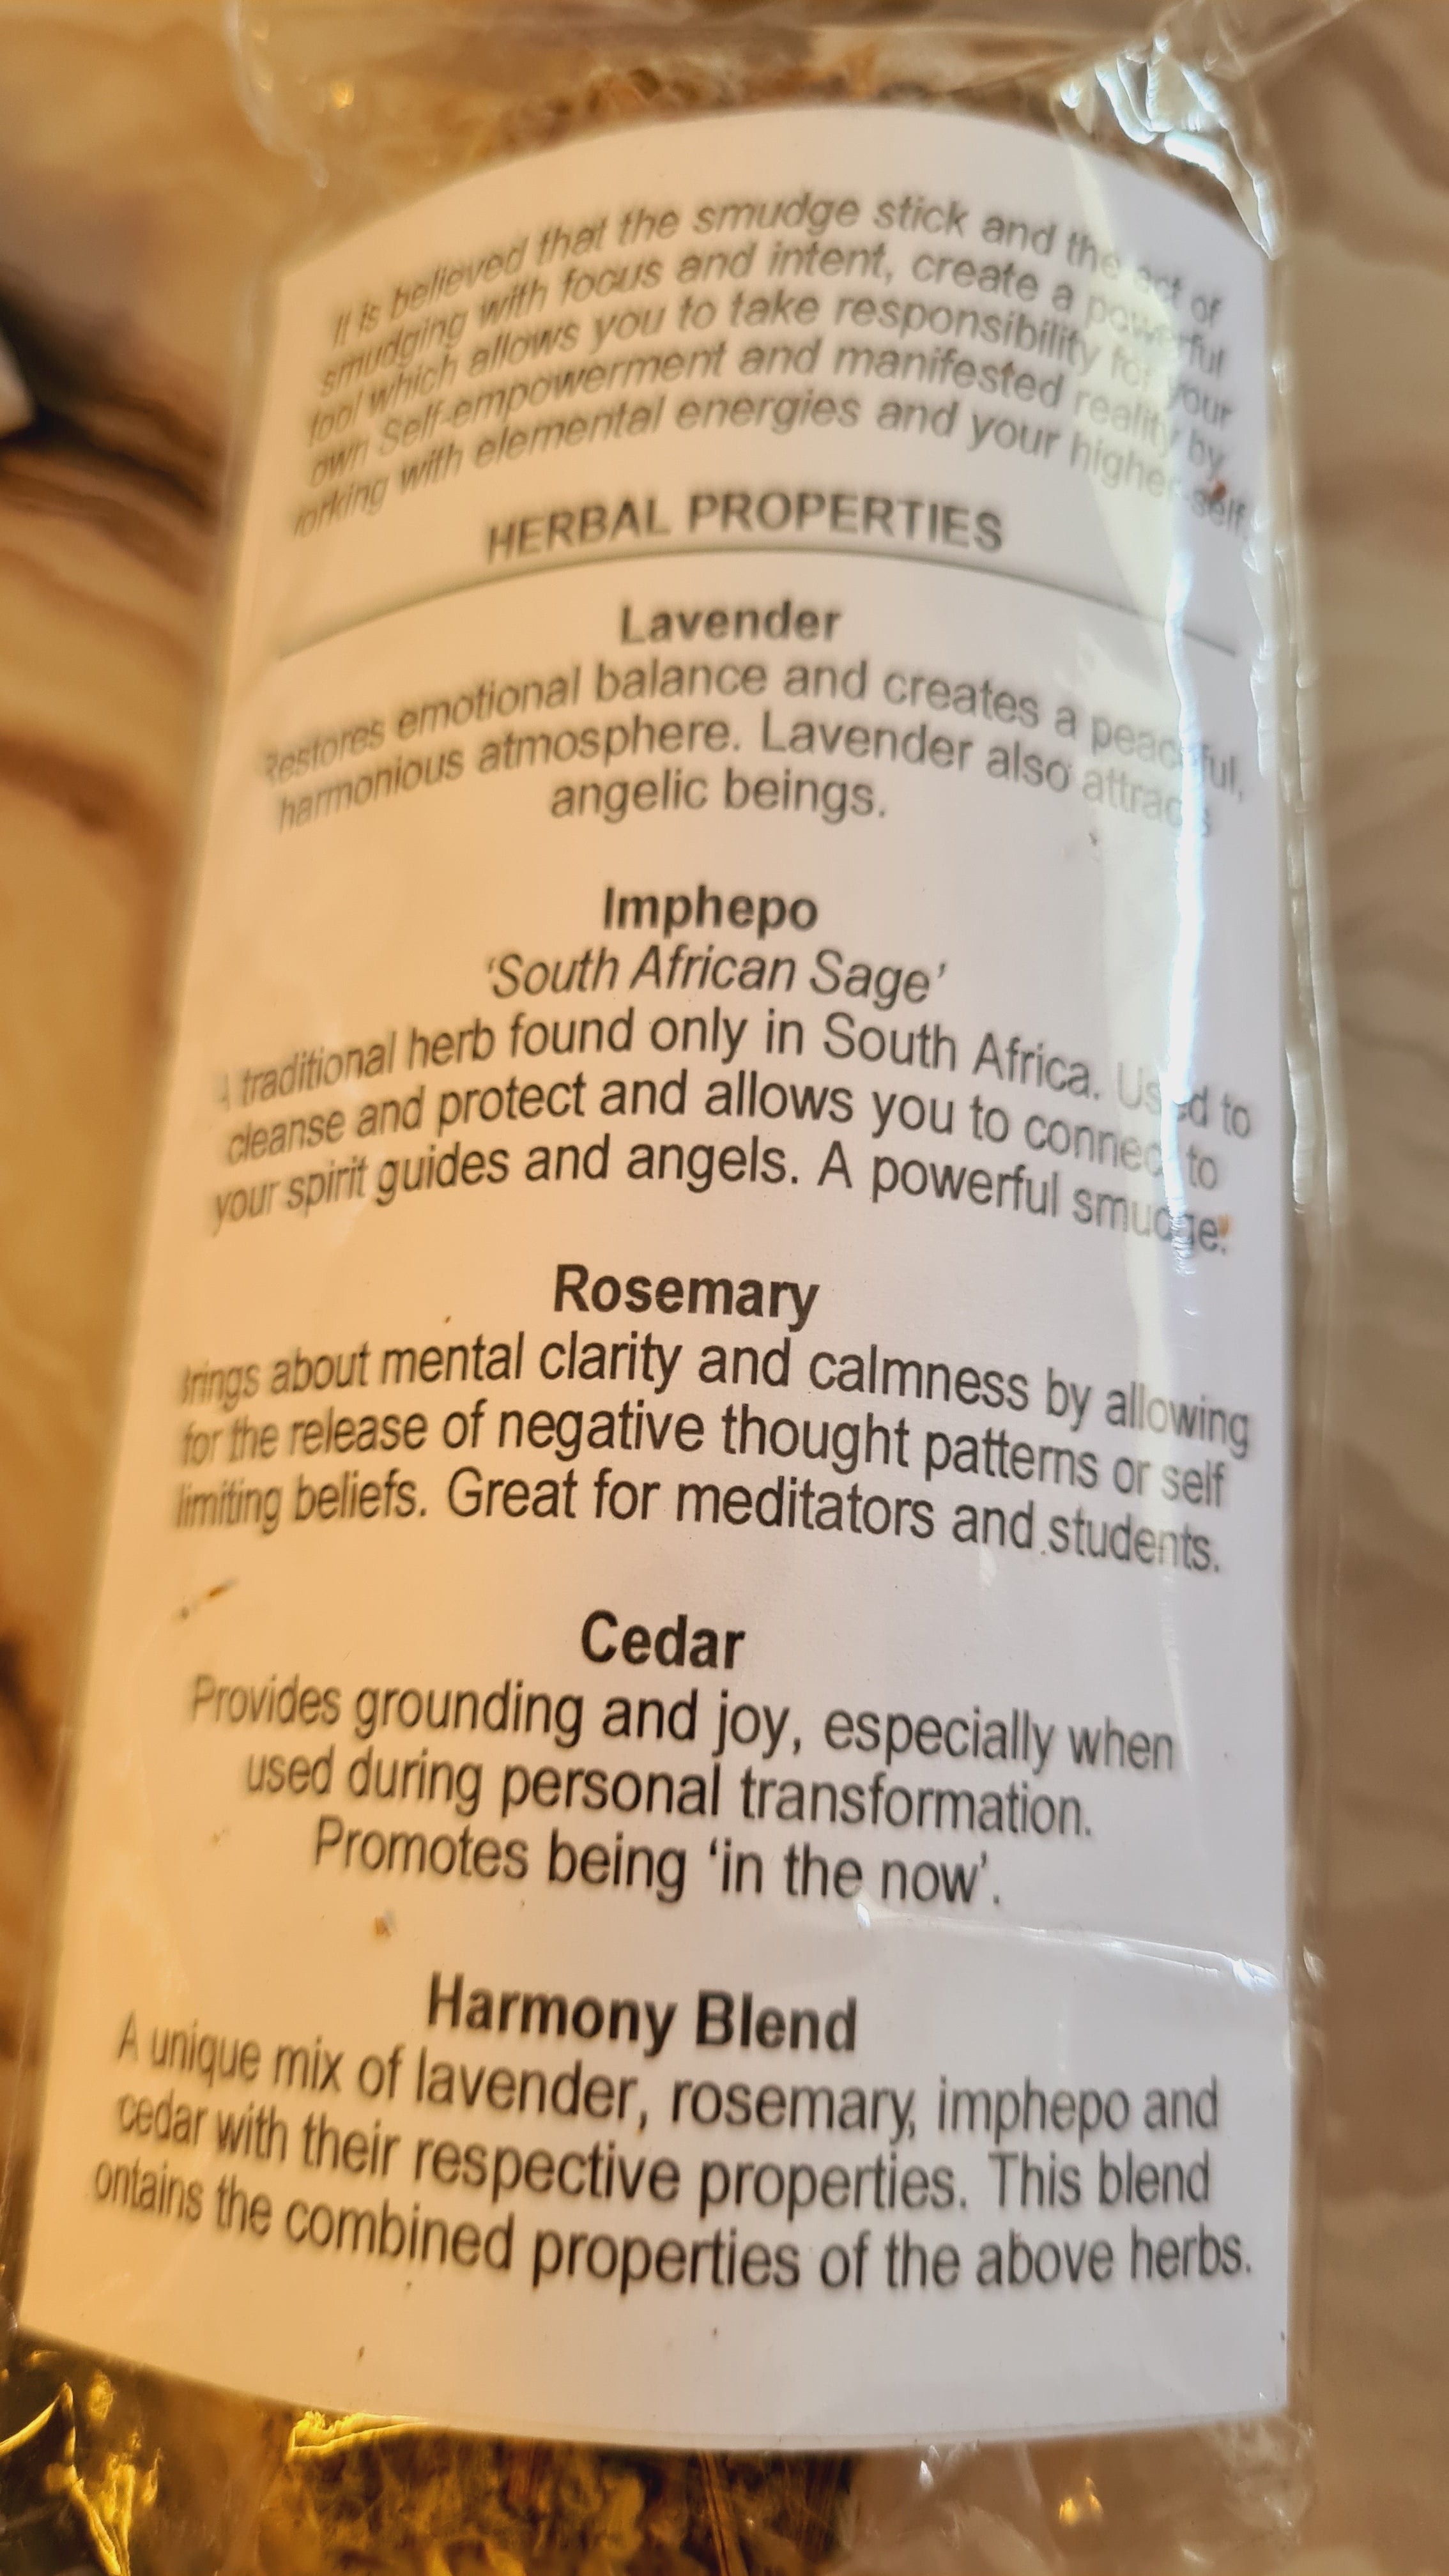 It is believed that the smudge stick and the act of
smudging with focus and intent, create a powerful
tool which allows you to take responsibility for your
own Self-empowerment and manifested reality by
orking with elemental energies and your higher self.
HERBAL PROPERTIES
Lavender
Restores emotional balance and creates a peaceful,
harmonious atmosphere. Lavender also attracts
angelic beings.
Imphepo
‘South African Sage’
A traditional herb found only in South Africa. Used to
cleanse and protect and allows you to connect to
your spirit guides and angels. A powerful smudge.
Rosemary
rings about mental clarity and calmness by allowing
for the release of negative thought patterns or self
limiting beliefs. Great for meditators and students.
Cedar
Provides grounding and joy, especially when
used during personal transformation.
Promotes being ‘in the now’.
Harmony Blend
A unique mix of lavender, rosemary, imphepo and
cedar with their respective properties. This blend
ontains the combined properties of the above herbs.